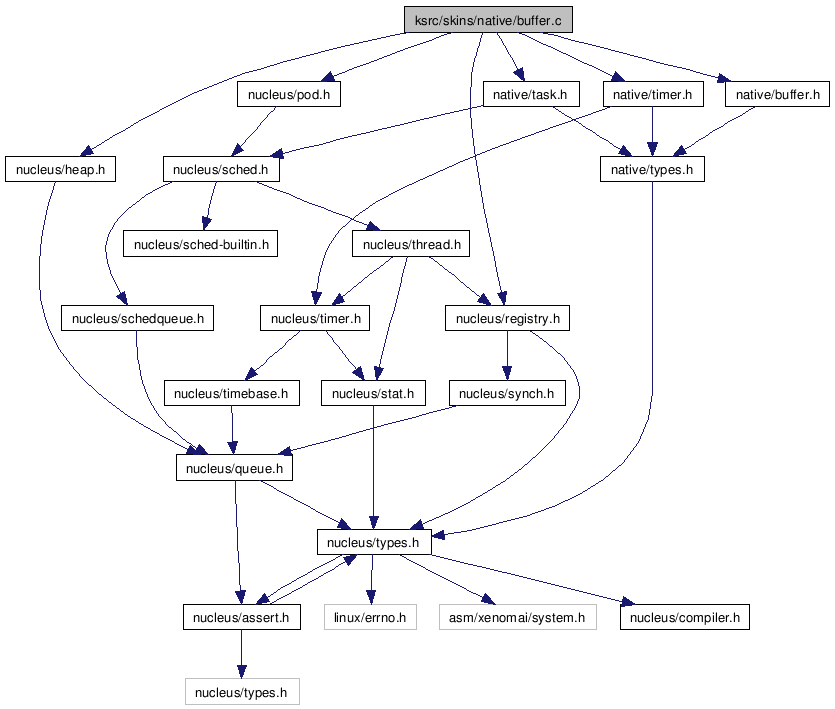 ksrc/skins/native/buffer.c
nucleus/pod.h
native/task.h
native/timer.h
native/buffer.h
nucleus/heap.h
nucleus/sched.h
native/types.h
nucleus/sched-builtin.h
nucleus/thread.h
nucleus/schedqueue.h
nucleus/timer.h
nucleus/registry.h
nucleus/timebase.h
nucleus/stat.h
nucleus/synch.h
nucleus/queue.h
nucleus/types.h
nucleus/assert.h
linux/errno.h
asm/xenomai/system.h
nucleus/compiler.h
nucleus/types.h